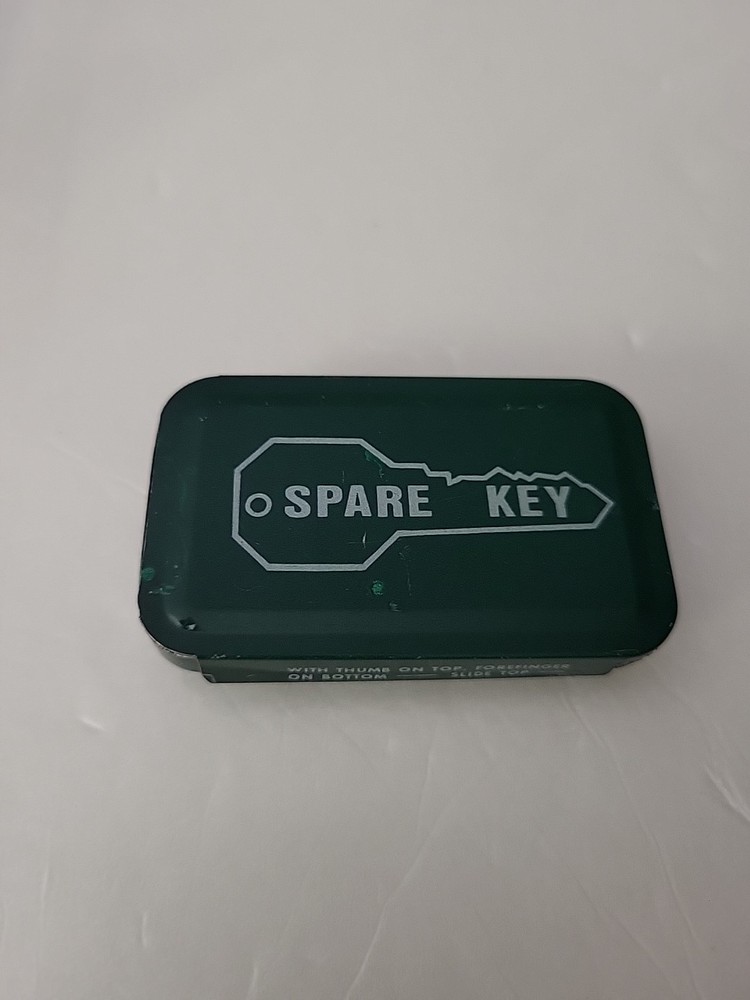 SPARE KEY
WITH THUMB ON TOP, FOREFINGER
ON BOTTOM — SLIDE TOP